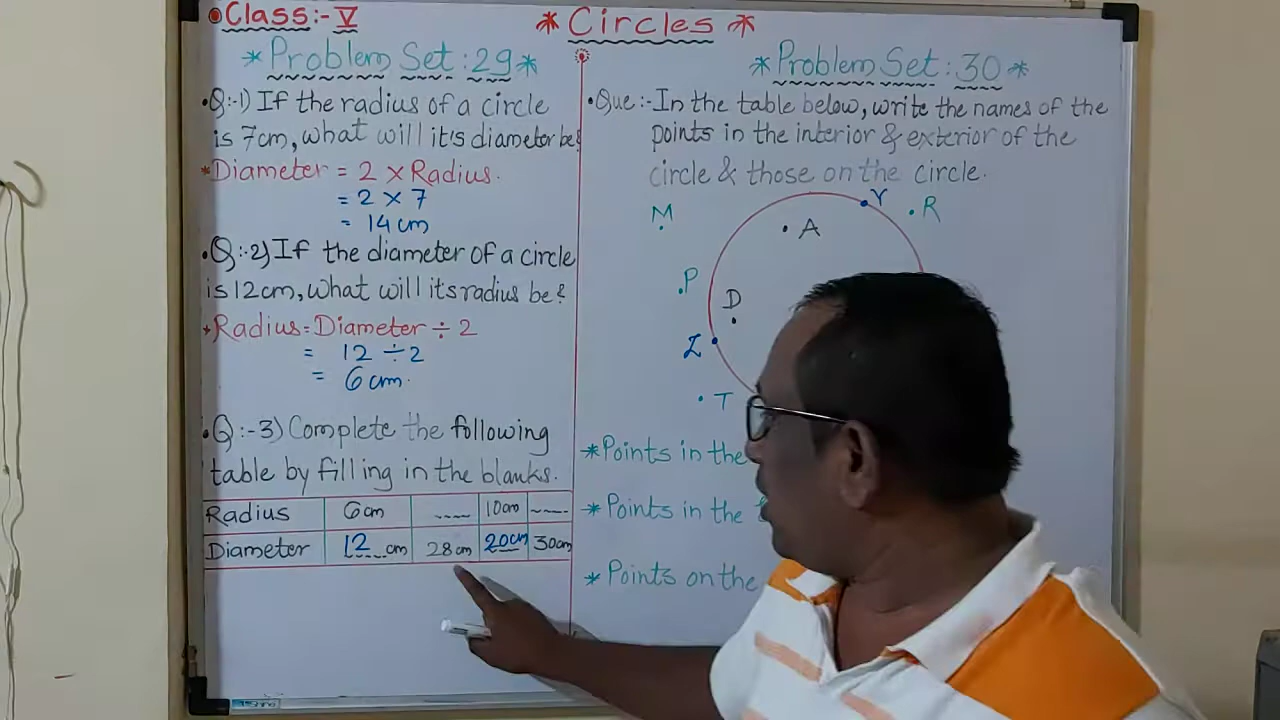 Class:- V
* Circles *
* Problem Set : 29 *
Q:-1) If the radius of a circle
is 7cm, what will it's diameter be?
* Diameter = 2 × Radius.
= 2 × 7
= 14 cm
Q:-2) If the diameter of a circle
is 12cm, what will its radius be?
* Radius = Diameter ÷ 2
= 12 ÷ 2
= 6 cm.
Q:-3) Complete the following
table by filling in the blanks.
Radius 6cm ---- 10cm ----
Diameter 12 cm 28cm 20cm 30cm
* Problem Set : 30 *
Que:- In the table below, write the names of the
points in the interior & exterior of the
circle & those on the circle.
M
A
Y
R
P
D
Z
T
* Points in the
* Points in the
* Points on the